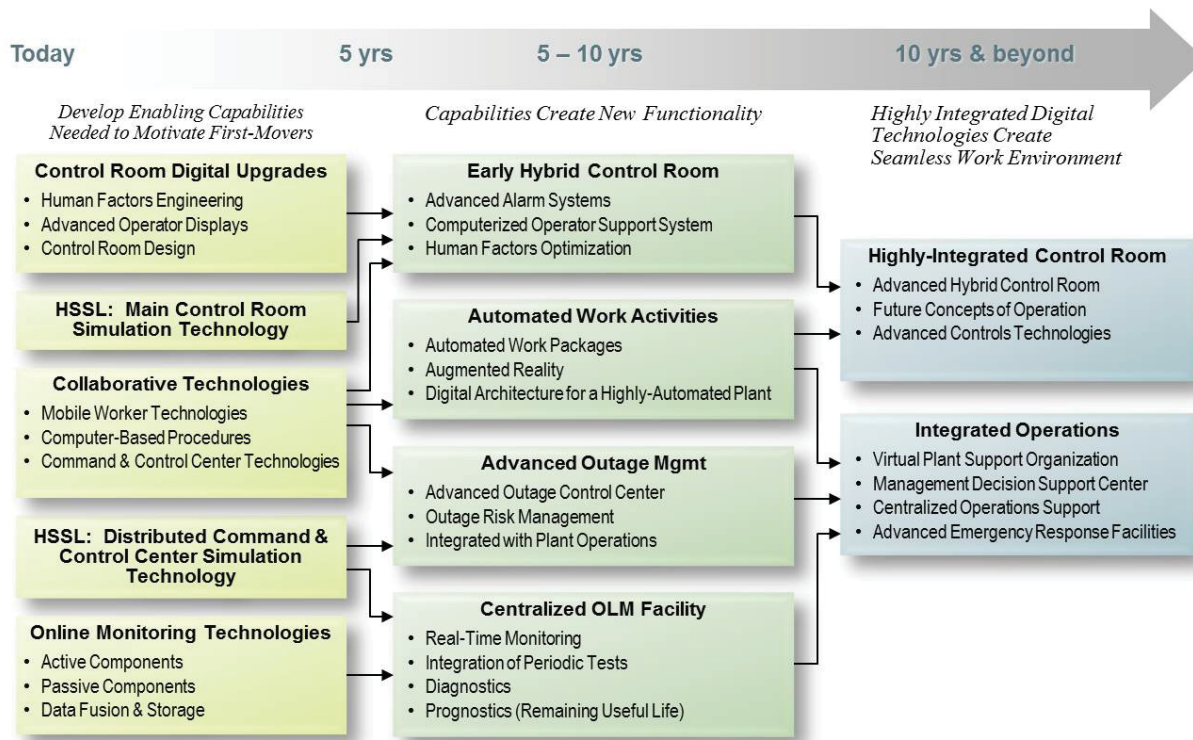 Today
5 yrs
5 – 10 yrs
10 yrs & beyond
Develop Enabling Capabilities
Needed to Motivate First-Movers
Capabilities Create New Functionality
Highly Integrated Digital
Technologies Create
Seamless Work Environment
Control Room Digital Upgrades
• Human Factors Engineering
• Advanced Operator Displays
• Control Room Design
HSSL: Main Control Room
Simulation Technology
Collaborative Technologies
• Mobile Worker Technologies
• Computer-Based Procedures
• Command & Control Center Technologies
HSSL: Distributed Command &
Control Center Simulation
Technology
Online Monitoring Technologies
• Active Components
• Passive Components
• Data Fusion & Storage
Early Hybrid Control Room
• Advanced Alarm Systems
• Computerized Operator Support System
• Human Factors Optimization
Automated Work Activities
• Automated Work Packages
• Augmented Reality
• Digital Architecture for a Highly-Automated Plant
Advanced Outage Mgmt
• Advanced Outage Control Center
• Outage Risk Management
• Integrated with Plant Operations
Centralized OLM Facility
• Real-Time Monitoring
• Integration of Periodic Tests
• Diagnostics
• Prognostics (Remaining Useful Life)
Highly-Integrated Control Room
• Advanced Hybrid Control Room
• Future Concepts of Operation
• Advanced Controls Technologies
Integrated Operations
• Virtual Plant Support Organization
• Management Decision Support Center
• Centralized Operations Support
• Advanced Emergency Response Facilities